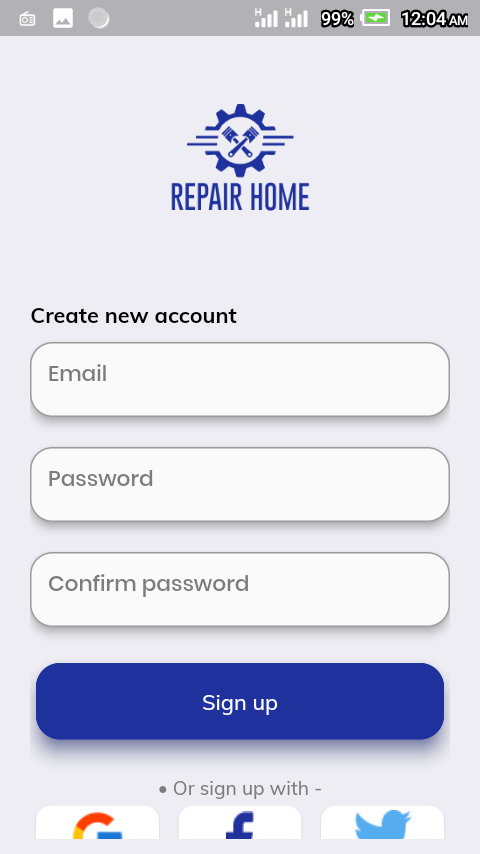 H H 99% 12:04 AM
REPAIR HOME
Create new account
Email
Password
Confirm password
Sign up
• Or sign up with -